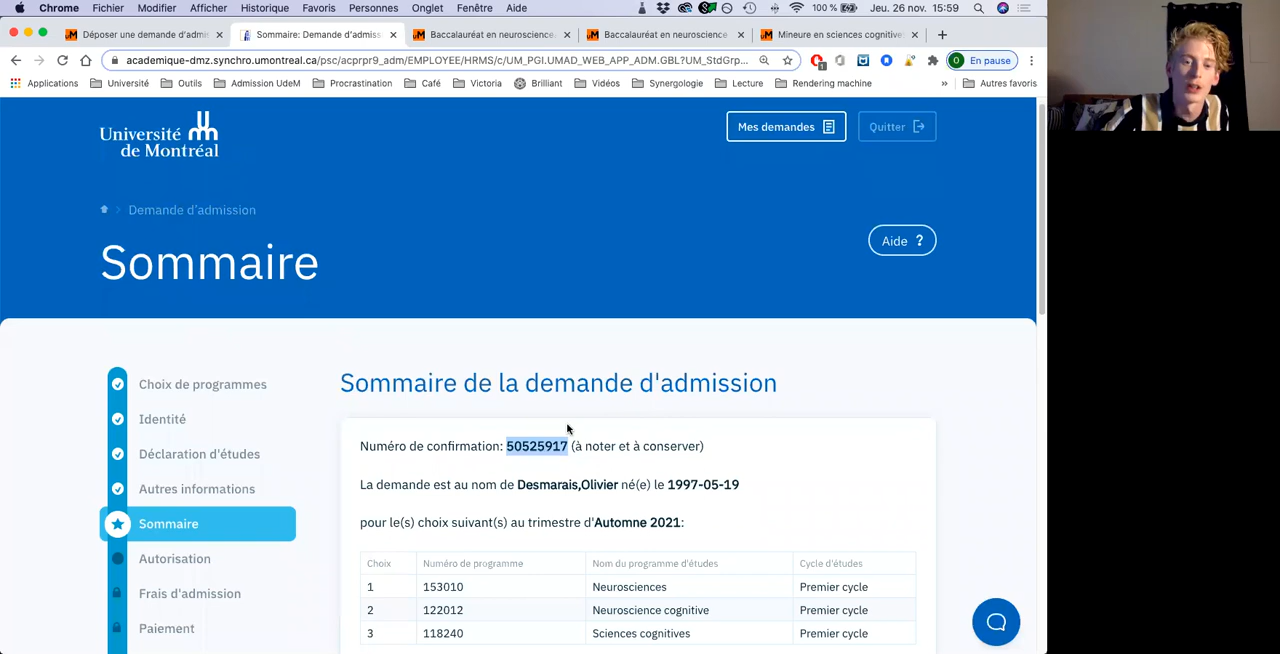 Chrome Fichier Modifier Afficher Historique Favoris Personnes Onglet Fenêtre Aide 100 % Jeu. 26 nov. 15:59
Déposer une demande d'admis Sommaire: Demande d'admiss Baccalauréat en neuroscience Baccalauréat en neuroscience Mineure en sciences cognitive
academique-dmz.synchro.umontreal.ca/psc/acprpr9_adm/EMPLOYEE/HRMS/c/UM_PGI.UMAD_WEB_APP_ADM.GBL?UM_StdGrp... O En pause
Applications Université Outils Admission UdeM Procrastination Café Victoria Brilliant Vidéos Synergologie Lecture Rendering machine » Autres favoris
Université
de Montréal
Mes demandes Quitter
Demande d'admission
Sommaire
Aide ?
Choix de programmes
Identité
Déclaration d'études
Autres informations
Sommaire
Autorisation
Frais d'admission
Paiement
Sommaire de la demande d'admission
Numéro de confirmation: 50525917 (à noter et à conserver)
La demande est au nom de Desmarais,Olivier né(e) le 1997-05-19
pour le(s) choix suivant(s) au trimestre d'Automne 2021:
Choix Numéro de programme Nom du programme d'études Cycle d'études
1 153010 Neurosciences Premier cycle
2 122012 Neuroscience cognitive Premier cycle
3 118240 Sciences cognitives Premier cycle